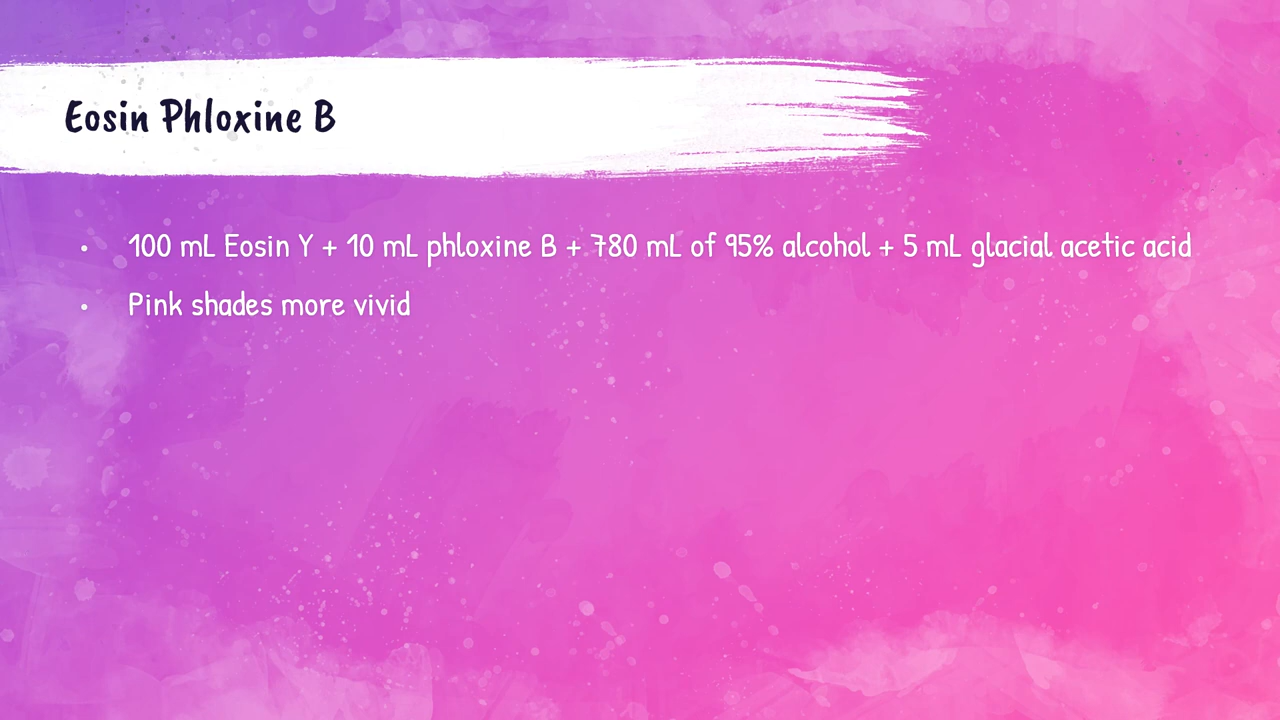 Eosin Phloxine B
• 100 mL Eosin Y + 10 mL phloxine B + 780 mL of 95% alcohol + 5 mL glacial acetic acid
• Pink shades more vivid